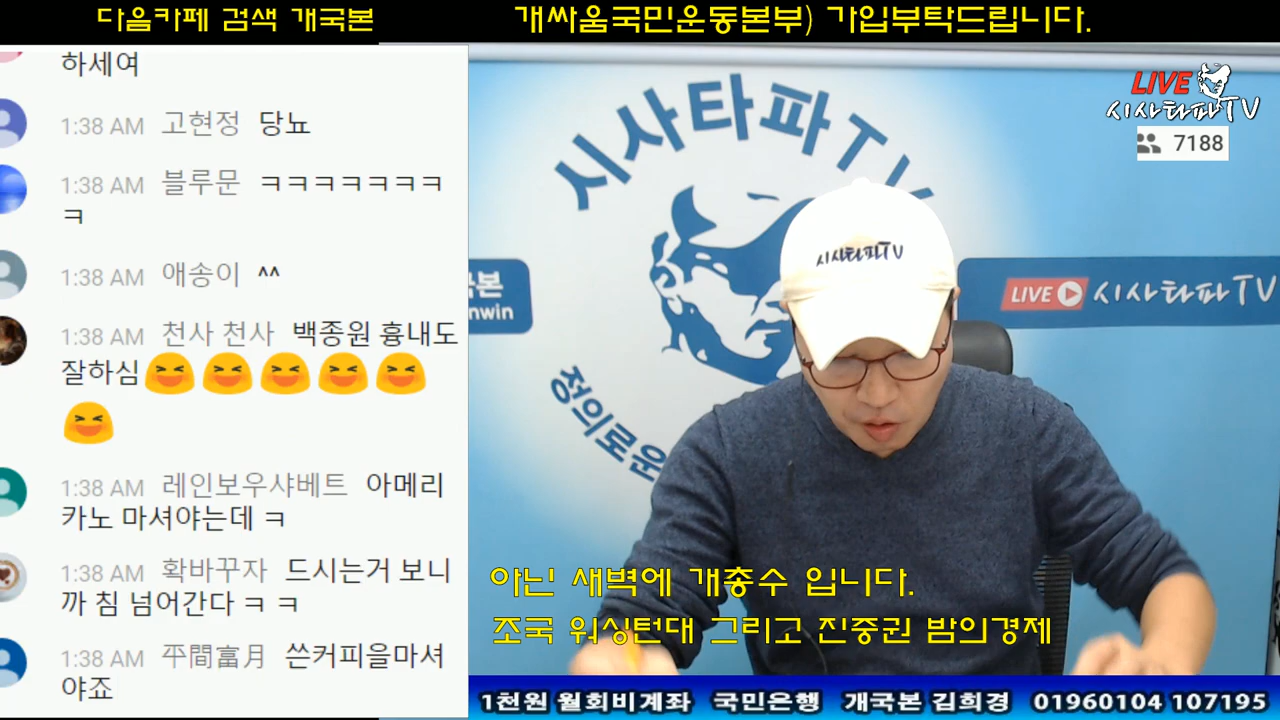 다음카페 검색 개국본
개싸움국민운동본부) 가입부탁드립니다.
하세여
1:38 AM 고현정 당뇨
1:38 AM 블루문 ㅋㅋㅋㅋㅋㅋㅋ
ㅋ
1:38 AM 애송이 ^^
1:38 AM 천사 천사 백종원 흉내도
잘하심😆😆😆😆😆
😆
1:38 AM 레인보우샤베트 아메리
카노 마셔야는데 ㅋ
1:38 AM 확바꾸자 드시는거 보니
까 침 넘어간다 ㅋ ㅋ
1:38 AM 平間富月 쓴커피을마셔
야죠
LIVE
시사타파TV
7188
시사타파TV
정의로운
국본
nwin
시사타파TV
LIVE 시사타파TV
아닌 새벽에 개총수 입니다.
조국 워싱턴대 그리고 진중권 밤의경제
1천원 월회비계좌 국민은행 개국본 김희경 01960104 107195